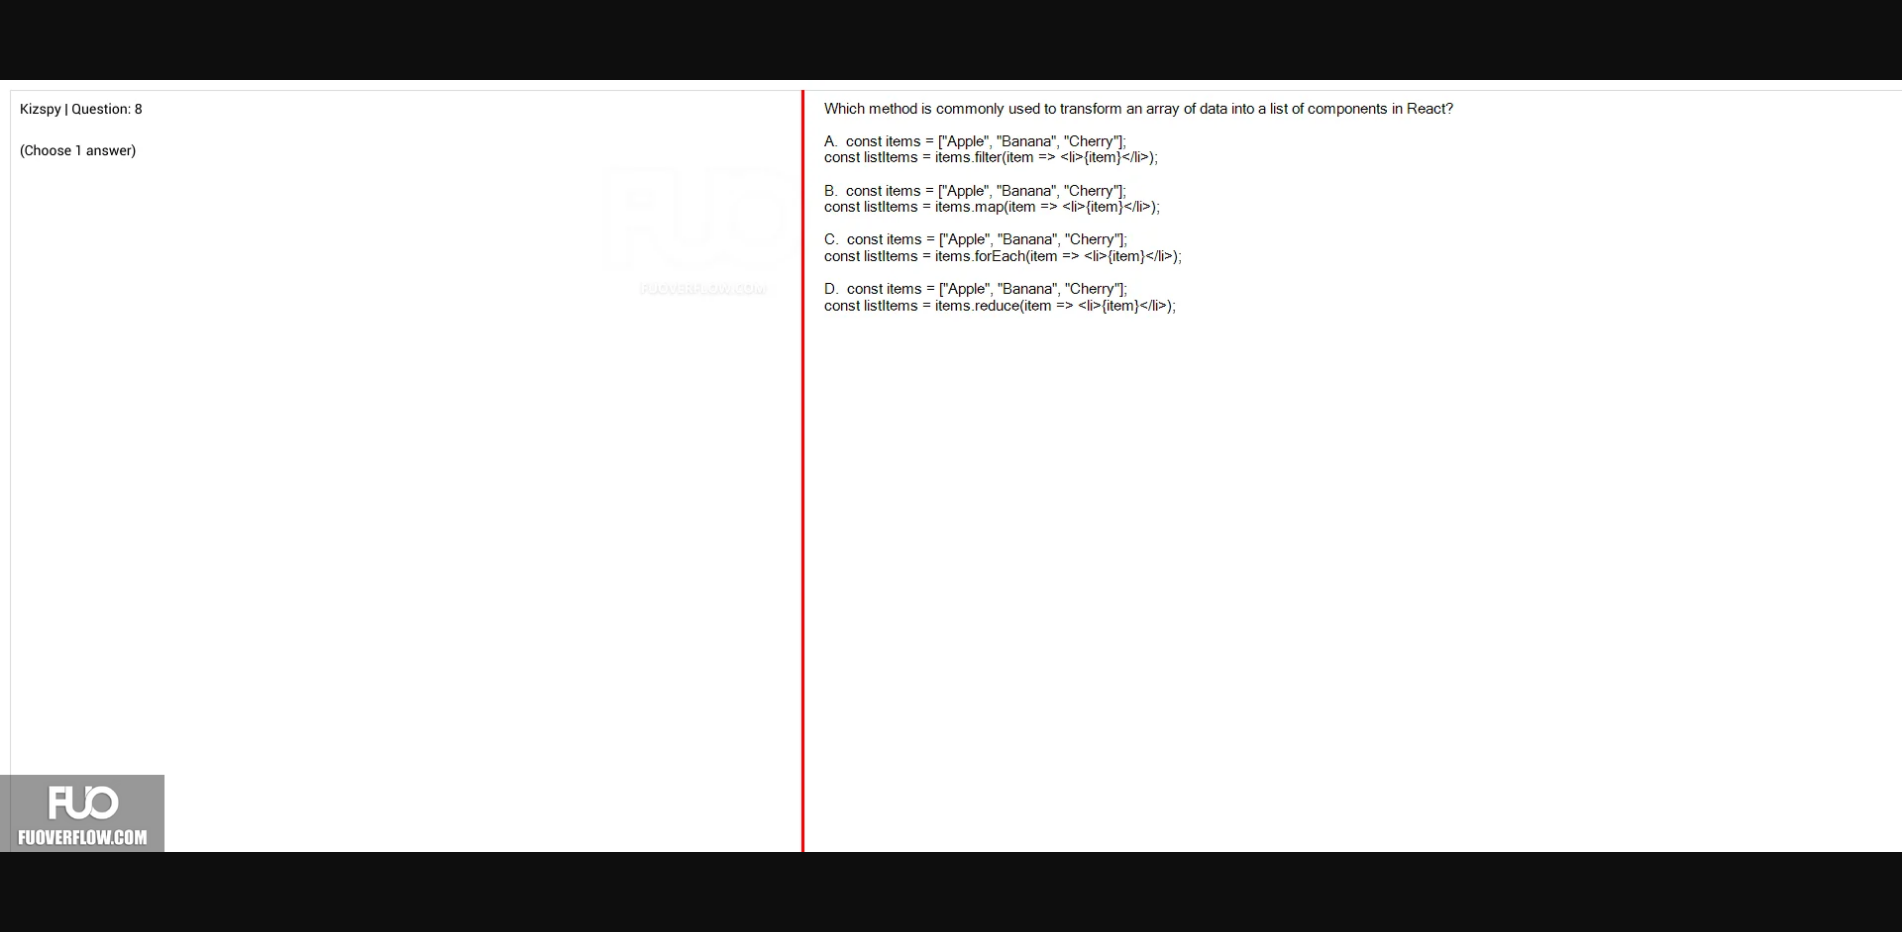 Kizspy | Question: 8
(Choose 1 answer)
Which method is commonly used to transform an array of data into a list of components in React?
A.  const items = ["Apple", "Banana", "Cherry"];
const listItems = items.filter(item => <li>{item}</li>);
B.  const items = ["Apple", "Banana", "Cherry"];
const listItems = items.map(item => <li>{item}</li>);
C.  const items = ["Apple", "Banana", "Cherry"];
const listItems = items.forEach(item => <li>{item}</li>);
D.  const items = ["Apple", "Banana", "Cherry"];
const listItems = items.reduce(item => <li>{item}</li>);
FUO
FUOVERFLOW.COM
FUO
FUOVERFLOW.COM